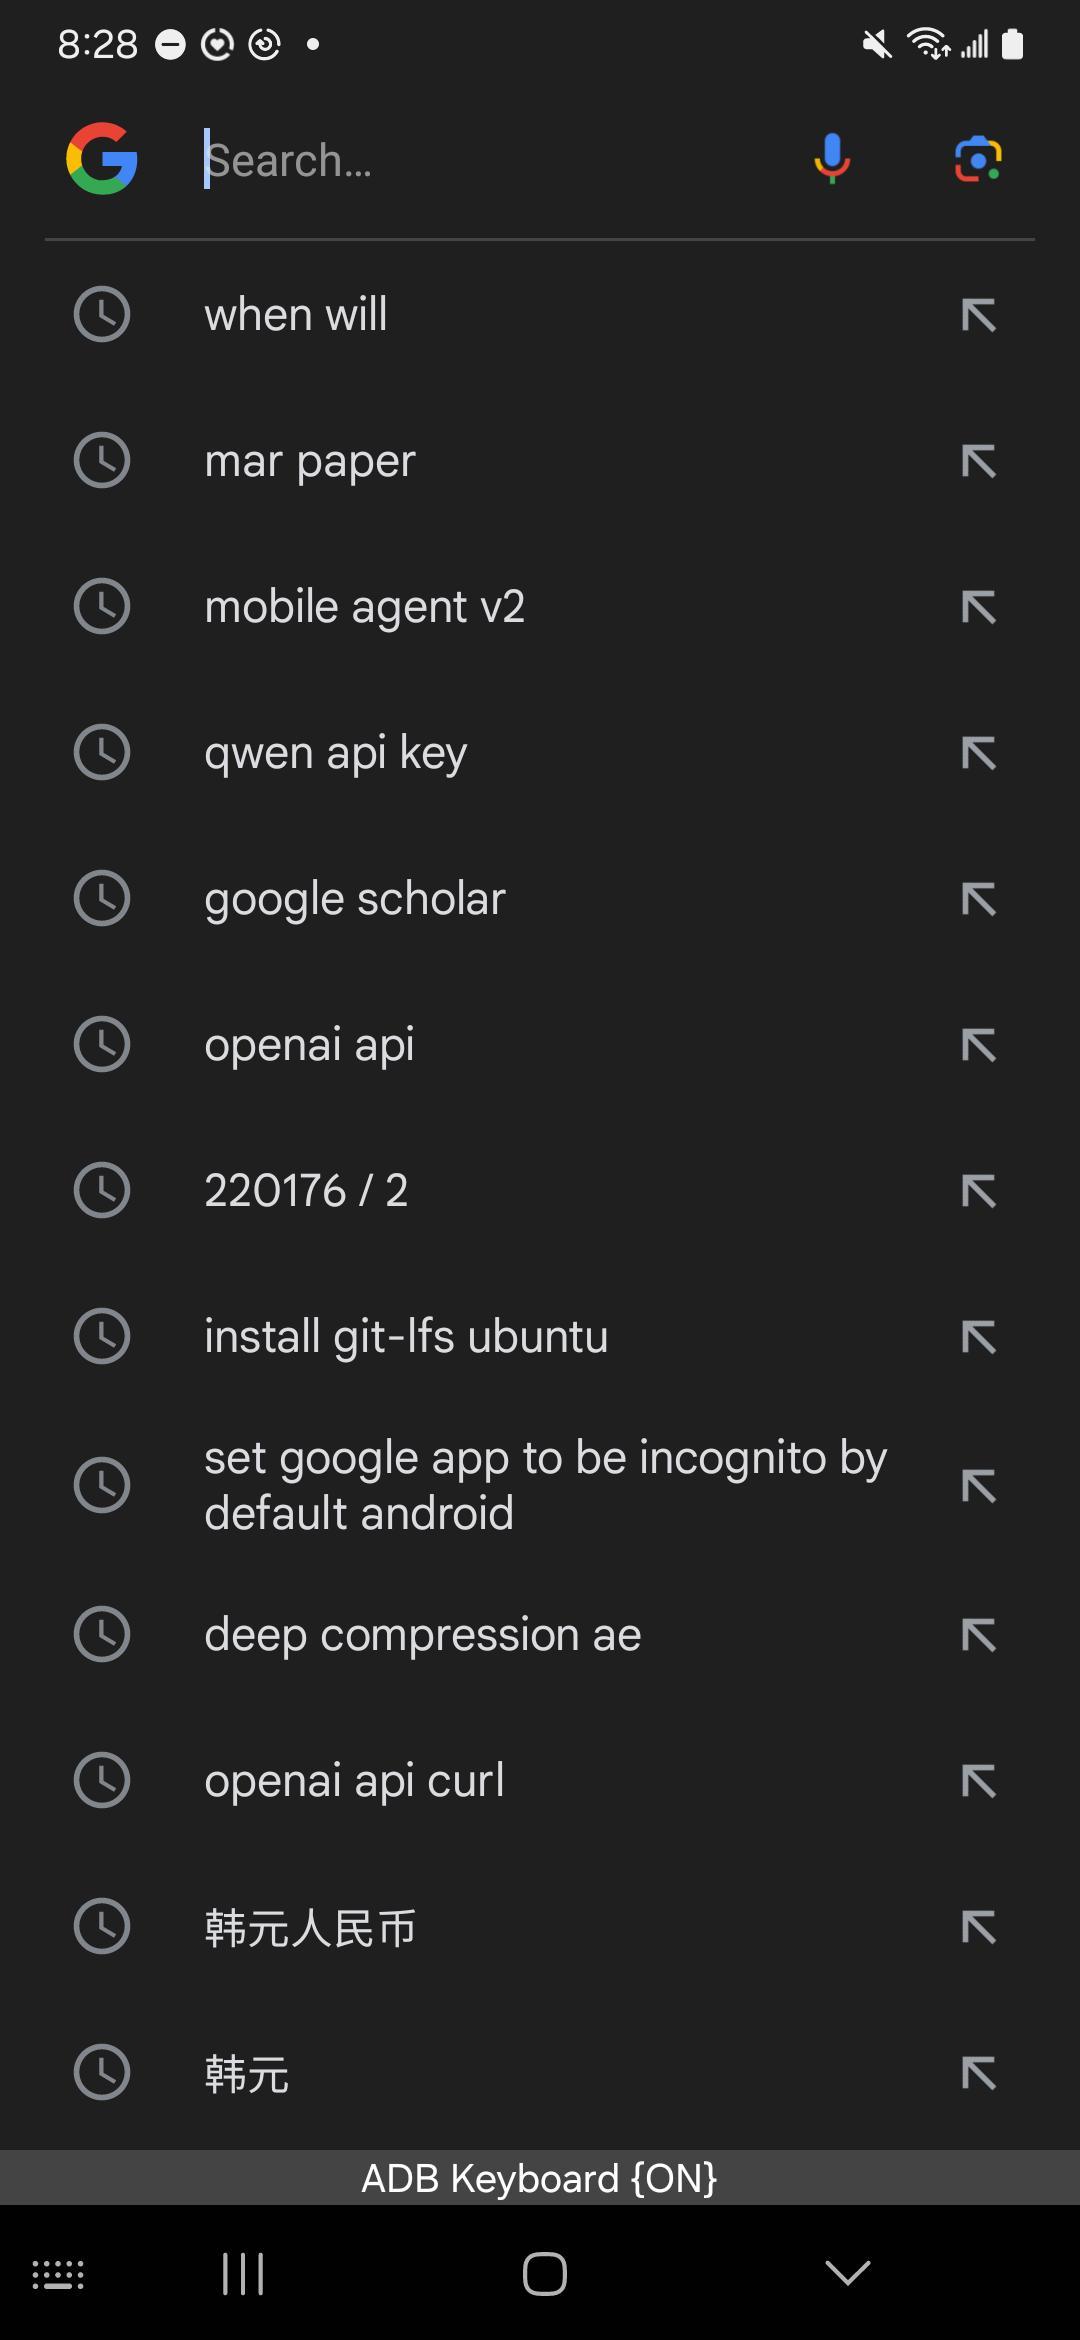 8:28
Search...
when will
mar paper
mobile agent v2
qwen api key
google scholar
openai api
220176 / 2
install git-lfs ubuntu
set google app to be incognito by
default android
deep compression ae
openai api curl
韩元人民币
韩元
ADB Keyboard {ON}